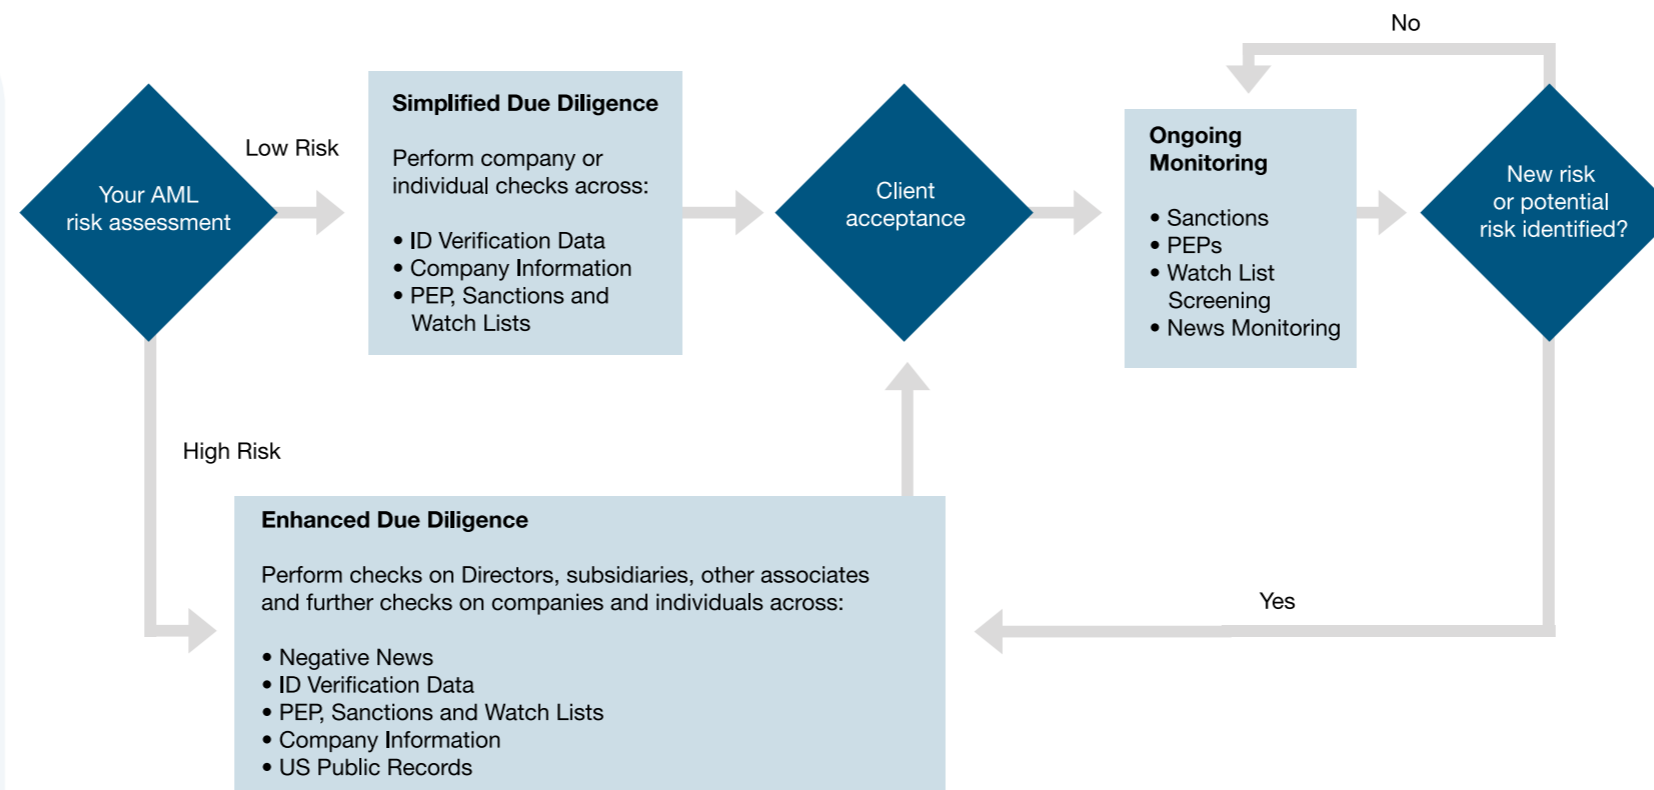 No
Simplified Due Diligence
Low Risk
Perform company or
individual checks across:
• ID Verification Data
• Company Information
• PEP, Sanctions and
Watch Lists
Your AML
risk assessment
Client
acceptance
Ongoing
Monitoring
• Sanctions
• PEPs
• Watch List
Screening
• News Monitoring
New risk
or potential
risk identified?
High Risk
Enhanced Due Diligence
Perform checks on Directors, subsidiaries, other associates
and further checks on companies and individuals across:
• Negative News
• ID Verification Data
• PEP, Sanctions and Watch Lists
• Company Information
• US Public Records
Yes